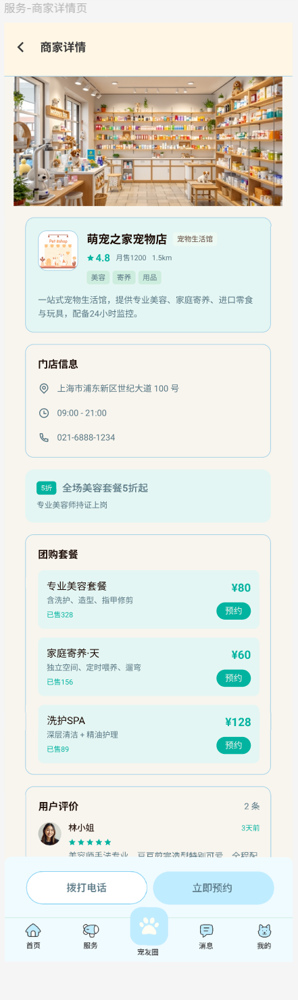 服务-商家详情页
商家详情
Pet shop
萌宠之家宠物店 宠物生活馆
4.8 月售1200 1.5km
美容 寄养 用品
一站式宠物生活馆，提供专业美容、家庭寄养、进口零食
与玩具，配备24小时监控。
门店信息
上海市浦东新区世纪大道 100 号
09:00 - 21:00
021-6888-1234
5折 全场美容套餐5折起
专业美容师持证上岗
团购套餐
专业美容套餐 ¥80
含洗护、造型、指甲修剪
已售328 预约
家庭寄养·天 ¥60
独立空间、定时喂养、遛弯
已售156 预约
洗护SPA ¥128
深层清洁 + 精油护理
已售89 预约
用户评价 2 条
林小姐 3天前
美容师手法专业，豆豆剪完造型特别可爱，全程配
拨打电话 立即预约
首页 服务 宠友圈 消息 我的